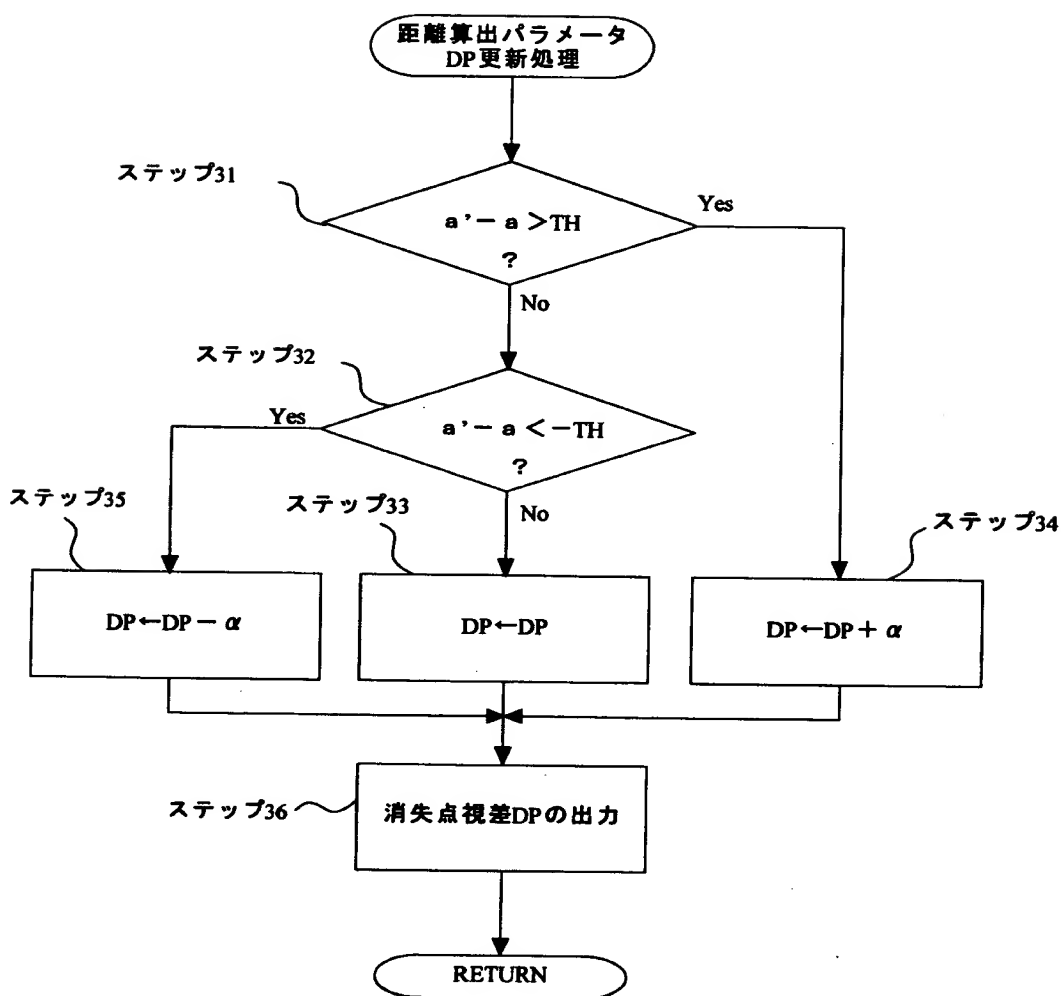 距離算出パラメータ
DP更新処理
ステップ31
a'－a＞TH
?
Yes
No
ステップ32
a'－a＜－TH
?
Yes
No
ステップ35
ステップ33
ステップ34
DP←DP－α
DP←DP
DP←DP＋α
ステップ36
消失点視差DPの出力
RETURN